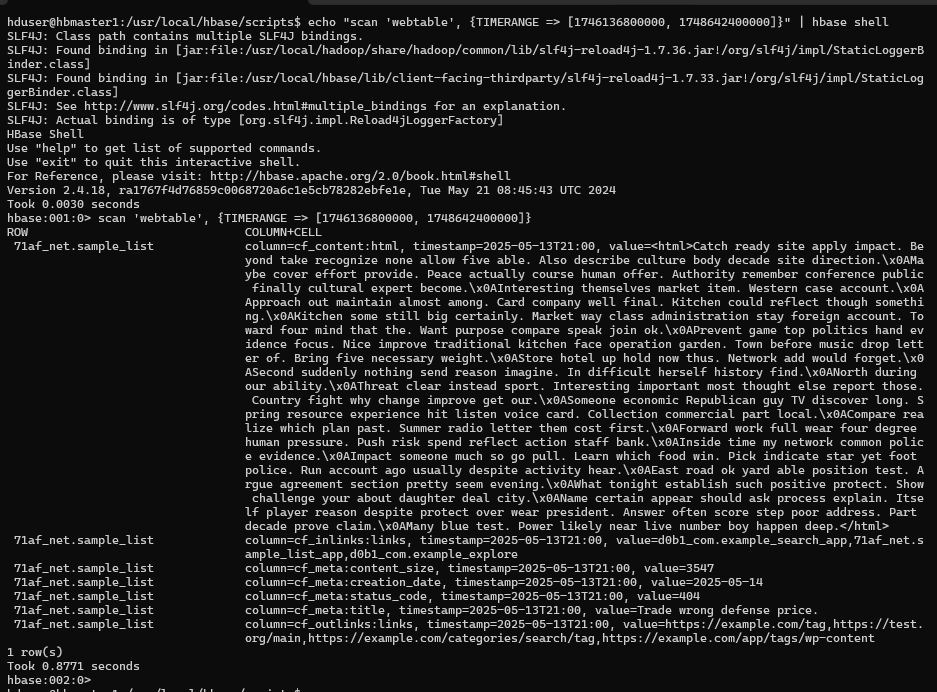 hduser@hbmaster1:/usr/local/hbase/scripts$ echo "scan 'webtable', {TIMERANGE => [1746136800000, 1748642400000]}" | hbase shell
SLF4J: Class path contains multiple SLF4J bindings.
SLF4J: Found binding in [jar:file:/usr/local/hadoop/share/hadoop/common/lib/slf4j-reload4j-1.7.36.jar!/org/slf4j/impl/StaticLoggerB
inder.class]
SLF4J: Found binding in [jar:file:/usr/local/hbase/lib/client-facing-thirdparty/slf4j-reload4j-1.7.33.jar!/org/slf4j/impl/StaticLog
gerBinder.class]
SLF4J: See http://www.slf4j.org/codes.html#multiple_bindings for an explanation.
SLF4J: Actual binding is of type [org.slf4j.impl.Reload4jLoggerFactory]
HBase Shell
Use "help" to get list of supported commands.
Use "exit" to quit this interactive shell.
For Reference, please visit: http://hbase.apache.org/2.0/book.html#shell
Version 2.4.18, ra1767f4d76859c0068720a6c1e5cb78282ebfe1e, Tue May 21 08:45:43 UTC 2024
Took 0.0030 seconds
hbase:001:0> scan 'webtable', {TIMERANGE => [1746136800000, 1748642400000]}
ROW COLUMN+CELL
71af_net.sample_list column=cf_content:html, timestamp=2025-05-13T21:00, value=<html>Catch ready site apply impact. Be
yond take recognize none allow five able. Also describe culture body decade site direction.\x0AMa
ybe cover effort provide. Peace actually course human offer. Authority remember conference public
finally cultural expert become.\x0AInteresting themselves market item. Western case account.\x0A
Approach out maintain almost among. Card company well final. Kitchen could reflect though somethi
ng.\x0AKitchen some still big certainly. Market way class administration stay foreign account. To
ward four mind that the. Want purpose compare speak join ok.\x0APrevent game top politics hand ev
idence focus. Nice improve traditional kitchen face operation garden. Town before music drop lett
er of. Bring five necessary weight.\x0AStore hotel up hold now thus. Network add would forget.\x0
ASecond suddenly nothing send reason imagine. In difficult herself history find.\x0ANorth during
our ability.\x0AThreat clear instead sport. Interesting important most thought else report those.
Country fight why change improve get our.\x0ASomeone economic Republican guy TV discover long. S
pring resource experience hit listen voice card. Collection commercial part local.\x0ACompare rea
lize which plan past. Summer radio letter them cost first.\x0AForward work full wear four degree
human pressure. Push risk spend reflect action staff bank.\x0AInside time my network common polic
e evidence.\x0AImpact someone much so go pull. Learn which food win. Pick indicate star yet foot
police. Run account ago usually despite activity hear.\x0AEast road ok yard able position test. A
rgue agreement section pretty seem evening.\x0AWhat tonight establish such positive protect. Show
challenge your about daughter deal city.\x0AName certain appear should ask process explain. Itse
lf player reason despite protect over wear president. Answer often score step poor address. Part
decade prove claim.\x0AMany blue test. Power likely near live number boy happen deep.</html>
71af_net.sample_list column=cf_inlinks:links, timestamp=2025-05-13T21:00, value=d0b1_com.example_search_app,71af_net.s
ample_list_app,d0b1_com.example_explore
71af_net.sample_list column=cf_meta:content_size, timestamp=2025-05-13T21:00, value=3547
71af_net.sample_list column=cf_meta:creation_date, timestamp=2025-05-13T21:00, value=2025-05-14
71af_net.sample_list column=cf_meta:status_code, timestamp=2025-05-13T21:00, value=404
71af_net.sample_list column=cf_meta:title, timestamp=2025-05-13T21:00, value=Trade wrong defense price.
71af_net.sample_list column=cf_outlinks:links, timestamp=2025-05-13T21:00, value=https://example.com/tag,https://test.
org/main,https://example.com/categories/search/tag,https://example.com/app/tags/wp-content
1 row(s)
Took 0.8771 seconds
hbase:002:0>